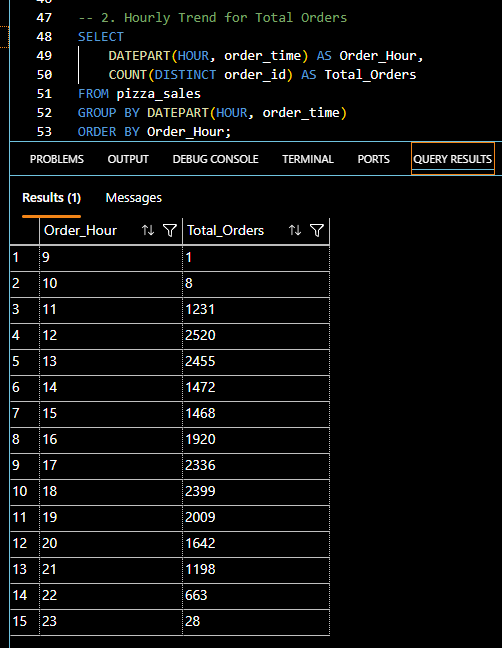 47 -- 2. Hourly Trend for Total Orders
48 SELECT
49 DATEPART(HOUR, order_time) AS Order_Hour,
50 COUNT(DISTINCT order_id) AS Total_Orders
51 FROM pizza_sales
52 GROUP BY DATEPART(HOUR, order_time)
53 ORDER BY Order_Hour;
PROBLEMS OUTPUT DEBUG CONSOLE TERMINAL PORTS QUERY RESULTS
Results (1) Messages
Order_Hour Total_Orders
1 9 1
2 10 8
3 11 1231
4 12 2520
5 13 2455
6 14 1472
7 15 1468
8 16 1920
9 17 2336
10 18 2399
11 19 2009
12 20 1642
13 21 1198
14 22 663
15 23 28